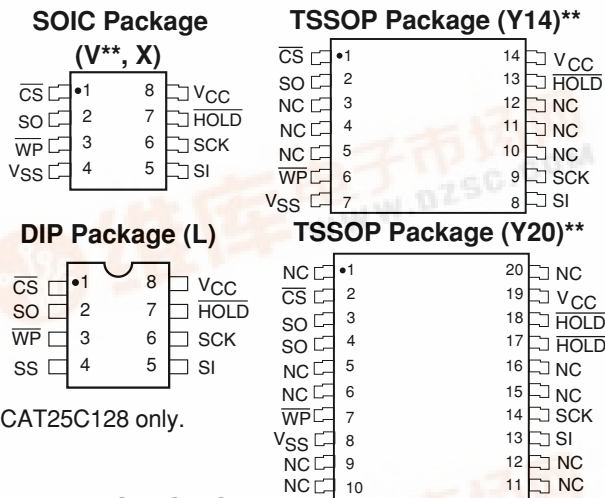 SOIC Package
(V**, X)
CS 1 8 VCC
SO 2 7 HOLD
WP 3 6 SCK
VSS 4 5 SI
TSSOP Package (Y14)**
CS 1 14 VCC
SO 2 13 HOLD
NC 3 12 NC
NC 4 11 NC
NC 5 10 NC
WP 6 9 SCK
VSS 7 8 SI
DIP Package (L)
CS 1 8 VCC
SO 2 7 HOLD
WP 3 6 SCK
SS 4 5 SI
CAT25C128 only.
TSSOP Package (Y20)**
NC 1 20 NC
CS 2 19 VCC
SO 3 18 HOLD
SO 4 17 HOLD
NC 5 16 NC
NC 6 15 NC
WP 7 14 SCK
VSS 8 13 SI
NC 9 12 NC
NC 10 11 NC